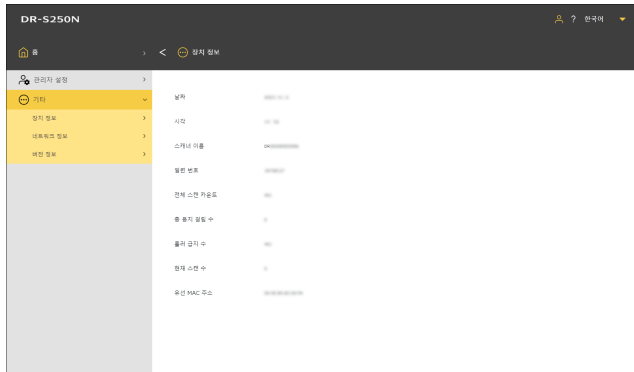 DR-S250N
? 한국어
홈
장치 정보
관리자 설정
기타
장치 정보
네트워크 정보
버전 정보
날짜
시각
스캐너 이름
일련 번호
전체 스캔 카운트
총 용지 걸림 수
롤러 급지 수
현재 스캔 수
유선 MAC 주소